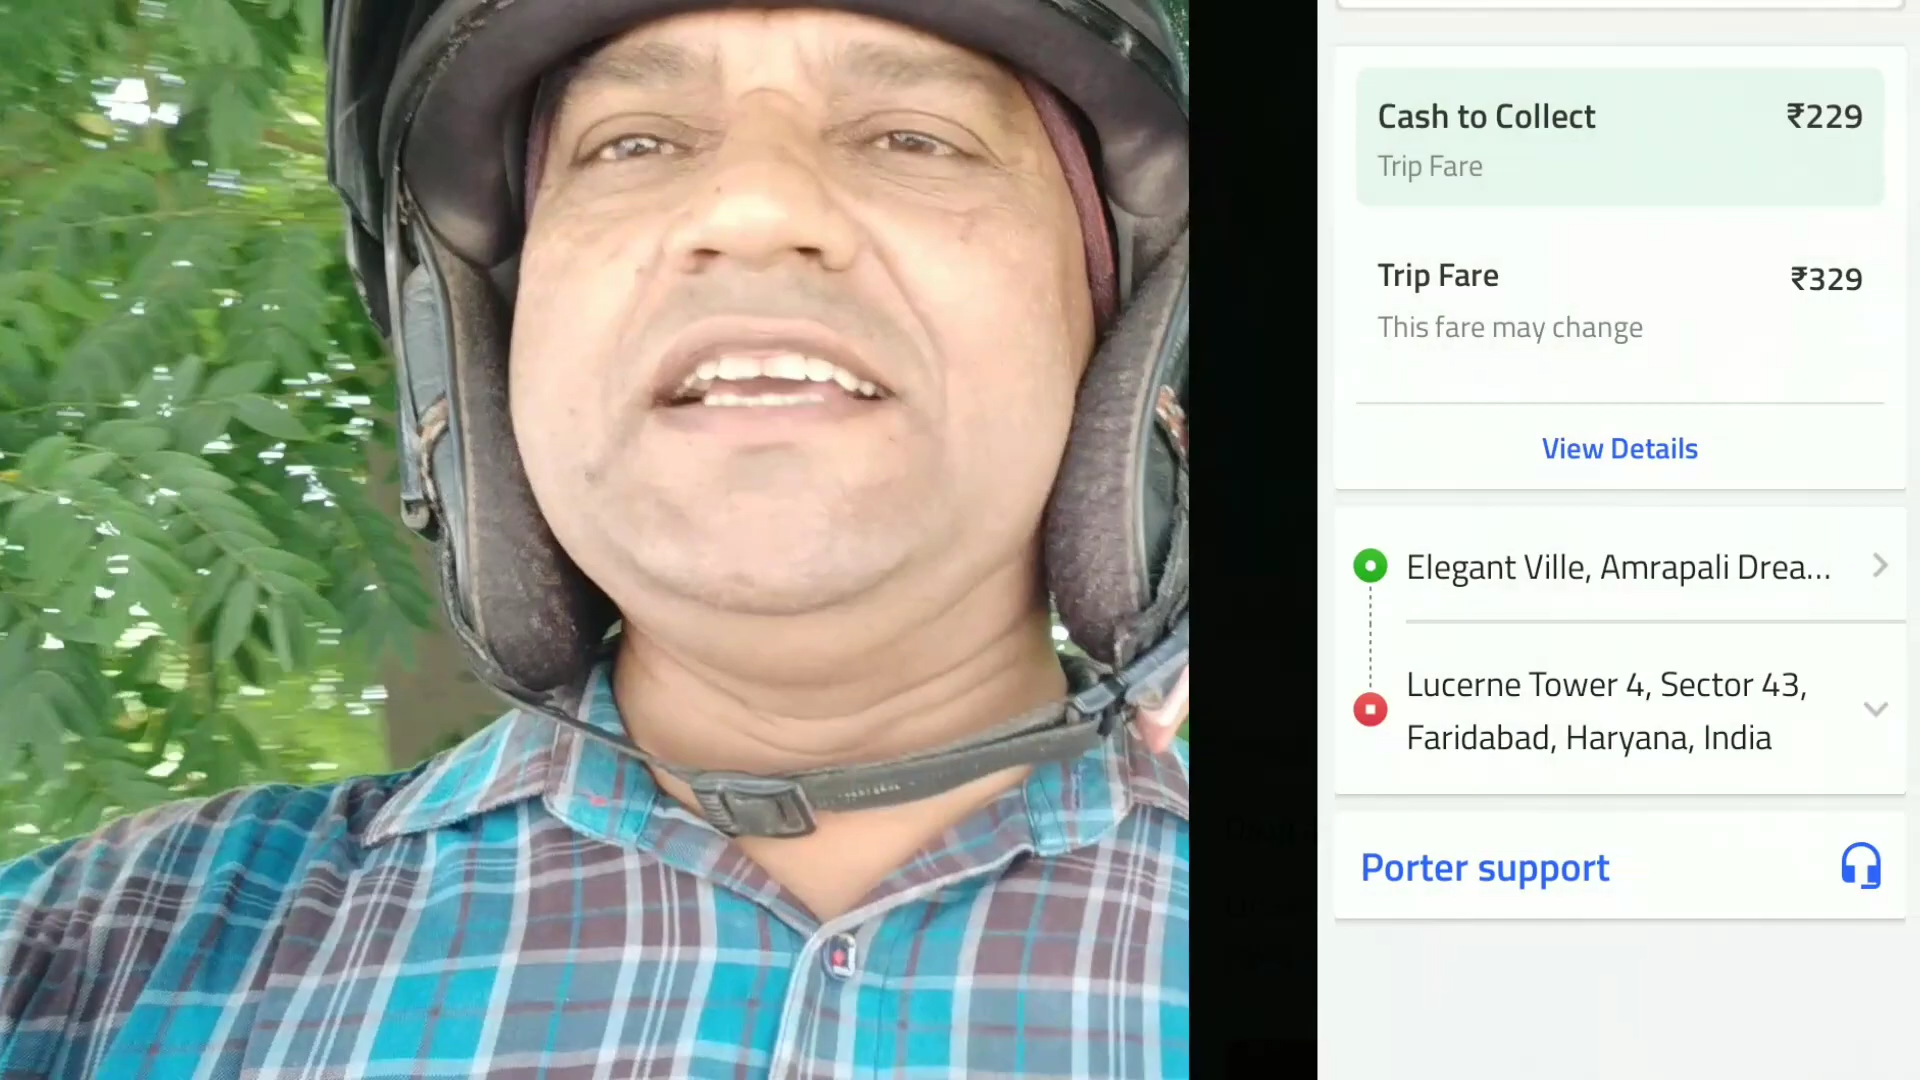 Cash to Collect ₹229
Trip Fare
Trip Fare ₹329
This fare may change
View Details
Elegant Ville, Amrapali Drea...
Lucerne Tower 4, Sector 43,
Faridabad, Haryana, India
Porter support